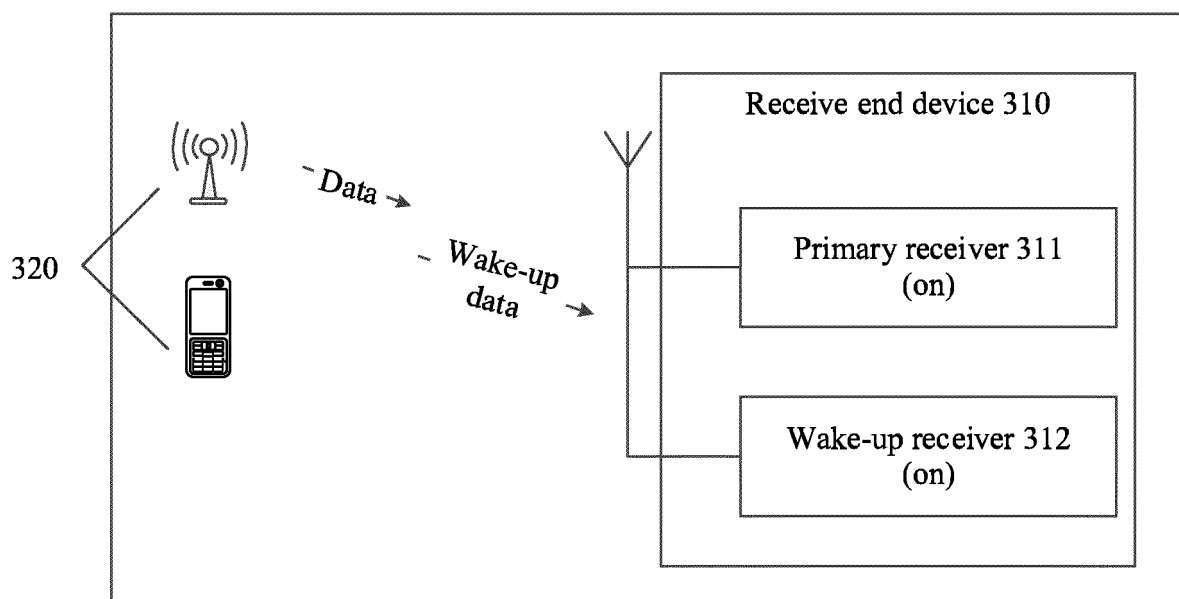 Receive end device 310
Data
Wake-up
data
320
Primary receiver 311
(on)
Wake-up receiver 312
(on)